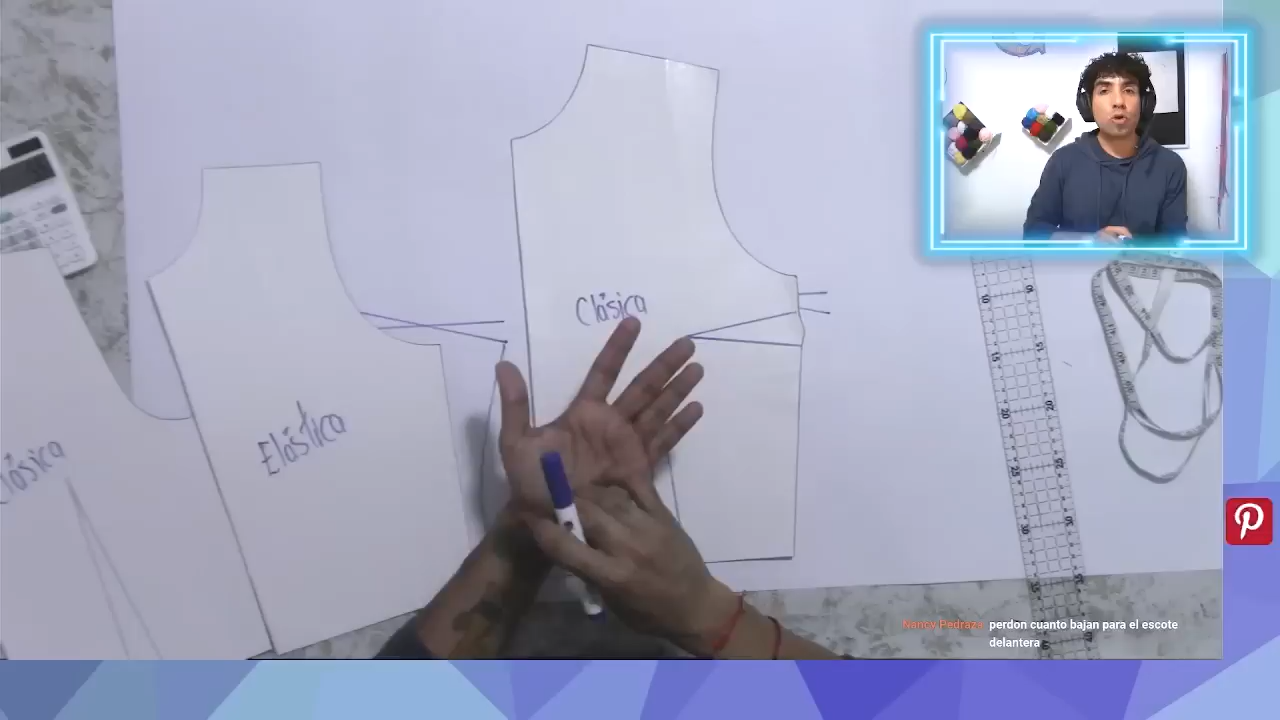 Clásica
Elástica
lásica
Nancy Pedraza perdon cuanto bajan para el escote
delantera